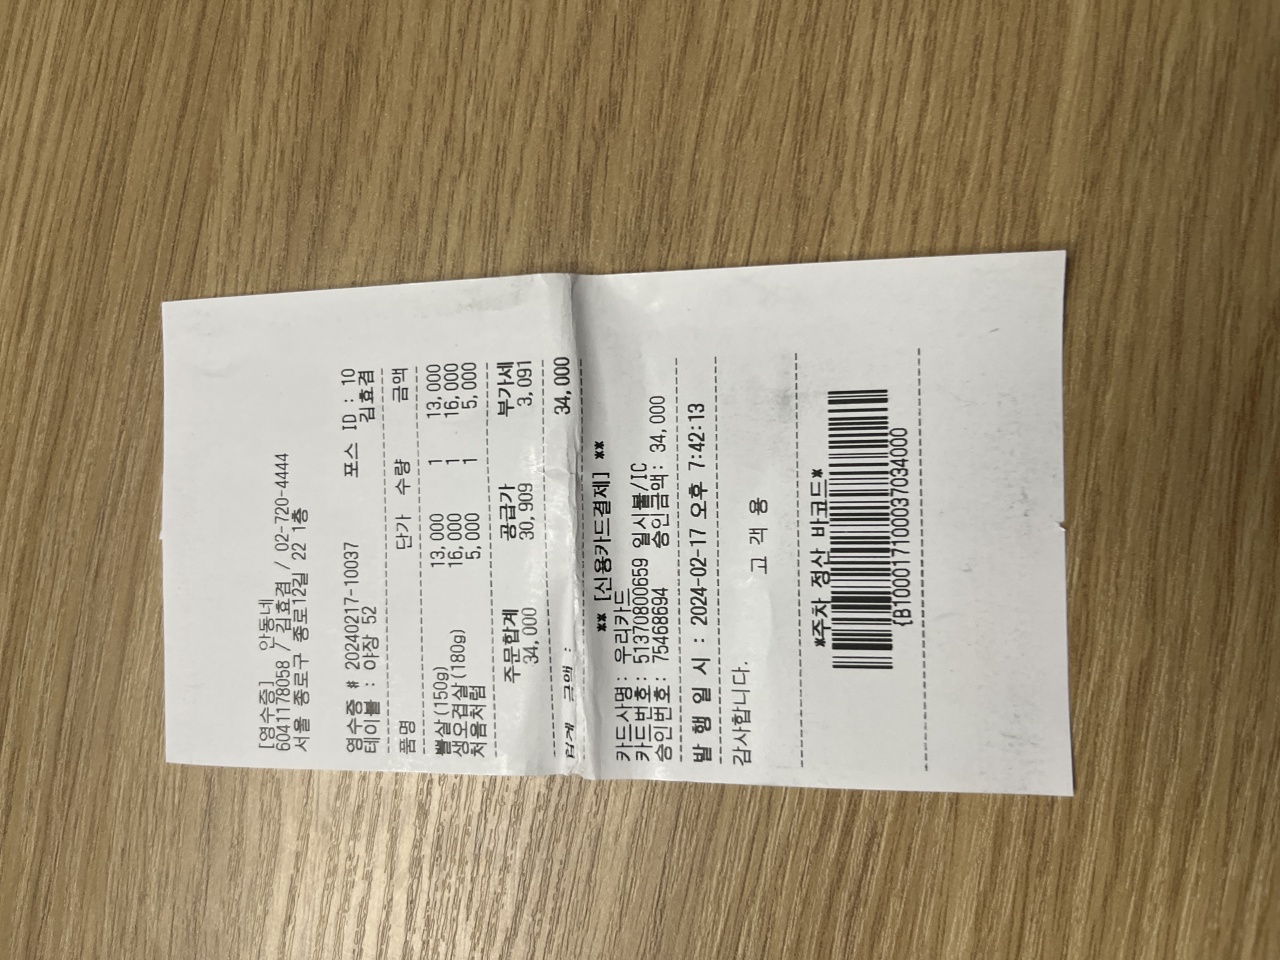 [영수증] 안동네
6041178058 / 김효겸 / 02-720-4444
서울 종로구 종로12길 22 1층
영수증 # 20240217-10037 포스 ID : 10
테이블 : 야장 52 김효겸
품명 단가 수량 금액
뽈살(150g) 13,000 1 13,000
생오겹살(180g) 16,000 1 16,000
처음처럼 5,000 1 5,000
주문합계 공급가 부가세
34,000 30,909 3,091
합계 금액 : 34,000
** [신용카드결제] **
카드사명: 우리카드
카드번호: 51370800659 일시불/IC
승인번호: 75468694 승인금액: 34,000
발 행 일 시 : 2024-02-17 오후 7:42:13
감사합니다.
고 객 용
*주차 정산 바코드*
{B100017100037034000